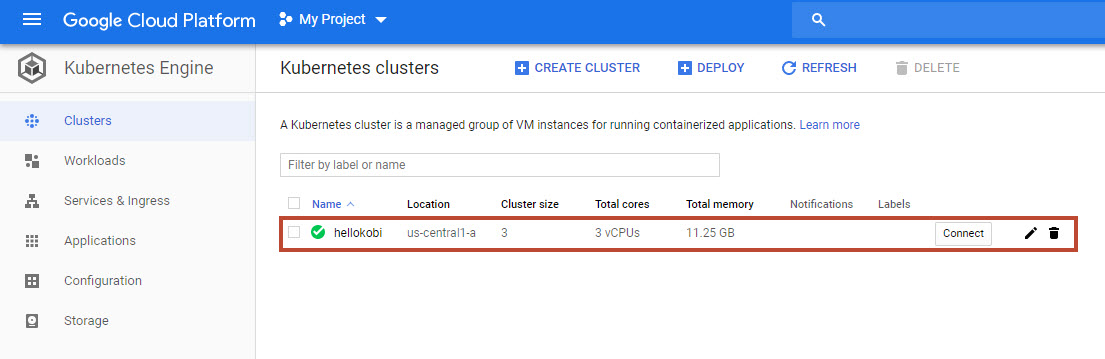 Google Cloud Platform My Project
Kubernetes Engine
Kubernetes clusters CREATE CLUSTER DEPLOY REFRESH DELETE
Clusters
Workloads
Services & Ingress
Applications
Configuration
Storage
A Kubernetes cluster is a managed group of VM instances for running containerized applications. Learn more
Filter by label or name
Name Location Cluster size Total cores Total memory Notifications Labels
hellokobi us-central1-a 3 3 vCPUs 11.25 GB Connect